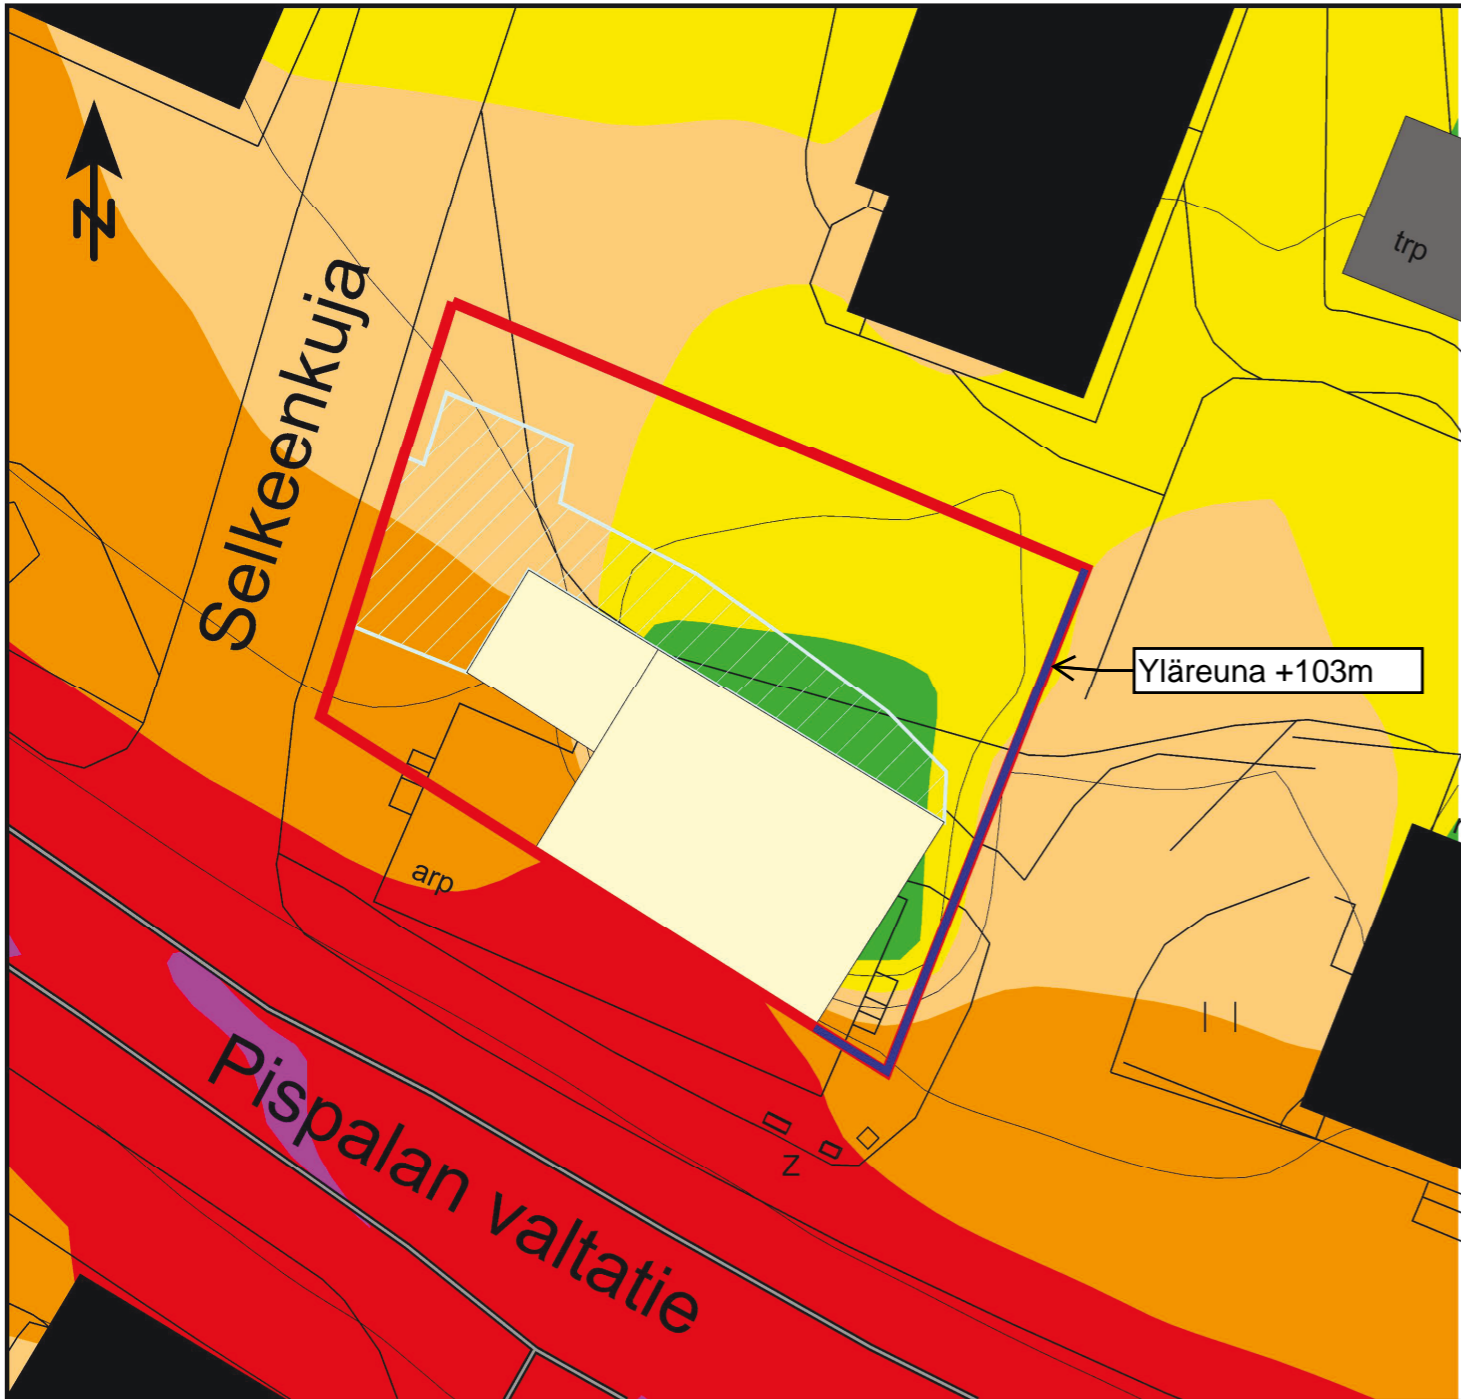 N
trp
Selkeenkuja
Yläreuna +103m
arp
Pispalan valtatie